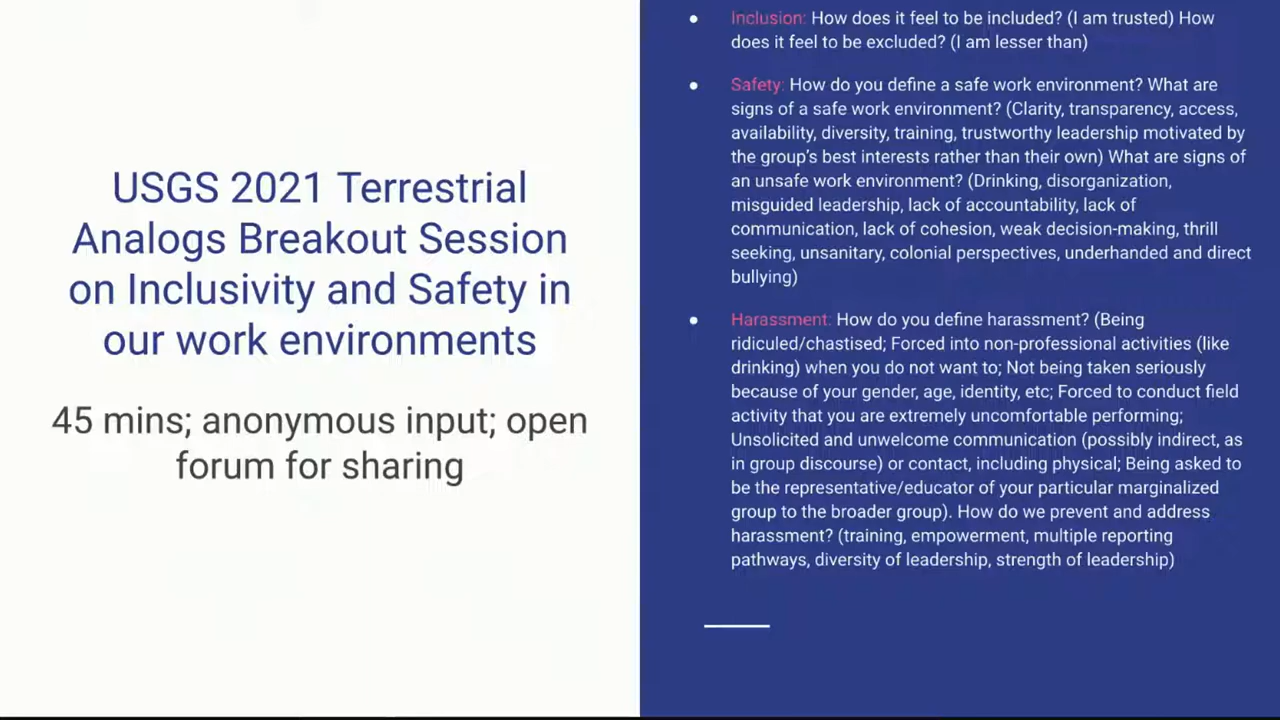 USGS 2021 Terrestrial
Analogs Breakout Session
on Inclusivity and Safety in
our work environments
45 mins; anonymous input; open
forum for sharing
● Inclusion: How does it feel to be included? (I am trusted) How
does it feel to be excluded? (I am lesser than)
● Safety: How do you define a safe work environment? What are
signs of a safe work environment? (Clarity, transparency, access,
availability, diversity, training, trustworthy leadership motivated by
the group's best interests rather than their own) What are signs of
an unsafe work environment? (Drinking, disorganization,
misguided leadership, lack of accountability, lack of
communication, lack of cohesion, weak decision-making, thrill
seeking, unsanitary, colonial perspectives, underhanded and direct
bullying)
● Harassment: How do you define harassment? (Being
ridiculed/chastised; Forced into non-professional activities (like
drinking) when you do not want to; Not being taken seriously
because of your gender, age, identity, etc; Forced to conduct field
activity that you are extremely uncomfortable performing;
Unsolicited and unwelcome communication (possibly indirect, as
in group discourse) or contact, including physical; Being asked to
be the representative/educator of your particular marginalized
group to the broader group). How do we prevent and address
harassment? (training, empowerment, multiple reporting
pathways, diversity of leadership, strength of leadership)